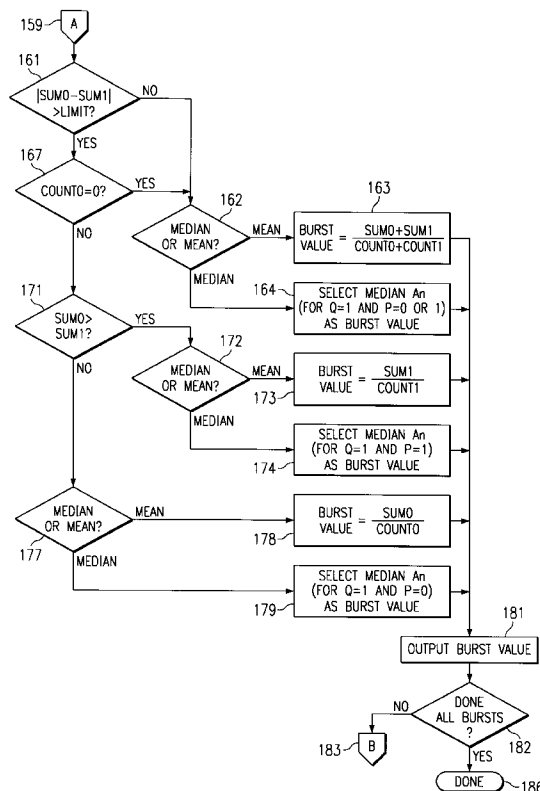 159
A
161
|SUM0–SUM1|
>LIMIT?
NO
YES
167
COUNT0=0?
YES
NO
162
MEDIAN
OR MEAN?
MEAN
MEDIAN
163
BURST
VALUE = SUM0+SUM1
COUNT0+COUNT1
164
SELECT MEDIAN An
(FOR Q=1 AND P=0 OR 1)
AS BURST VALUE
171
SUM0>
SUM1?
YES
NO
172
MEDIAN
OR MEAN?
MEAN
MEDIAN
BURST
VALUE = SUM1
COUNT1
173
SELECT MEDIAN An
(FOR Q=1 AND P=1)
AS BURST VALUE
174
MEDIAN
OR MEAN?
177
MEAN
MEDIAN
BURST
VALUE = SUM0
COUNT0
178
SELECT MEDIAN An
(FOR Q=1 AND P=0)
AS BURST VALUE
179
181
OUTPUT BURST VALUE
DONE
ALL BURSTS
?
182
NO
YES
183
B
DONE
186